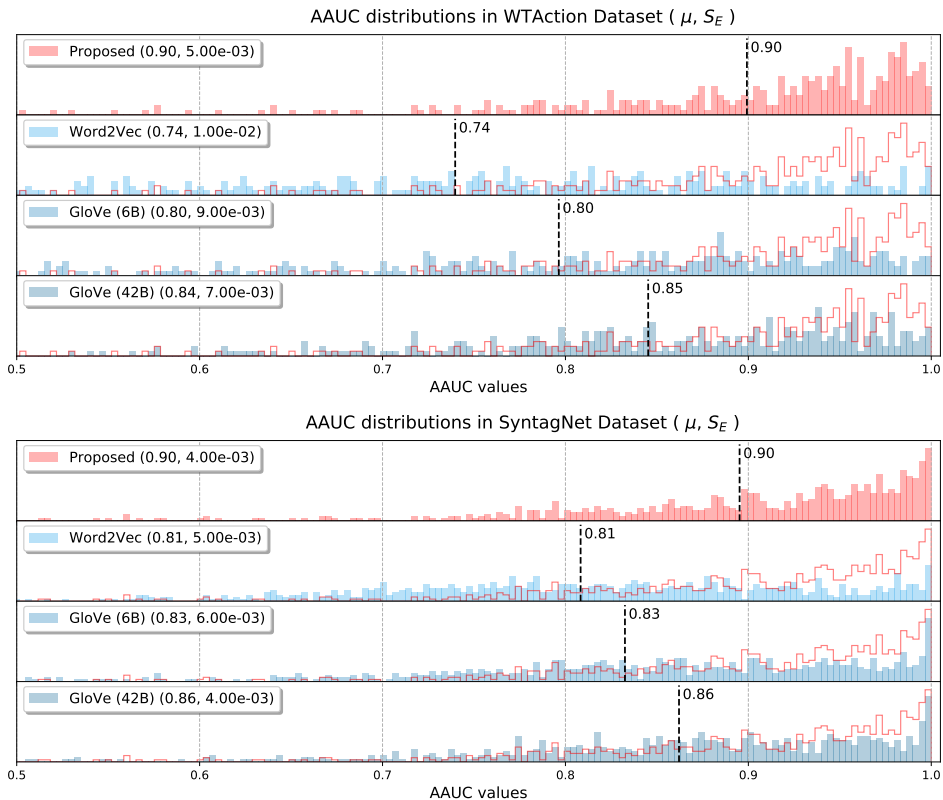 AAUC distributions in WTAction Dataset ( μ, S_E )
Proposed (0.90, 5.00e-03)
0.90
Word2Vec (0.74, 1.00e-02)
0.74
GloVe (6B) (0.80, 9.00e-03)
0.80
GloVe (42B) (0.84, 7.00e-03)
0.85
0.5 0.6 0.7 0.8 0.9 1.0
AAUC values
AAUC distributions in SyntagNet Dataset ( μ, S_E )
Proposed (0.90, 4.00e-03)
0.90
Word2Vec (0.81, 5.00e-03)
0.81
GloVe (6B) (0.83, 6.00e-03)
0.83
GloVe (42B) (0.86, 4.00e-03)
0.86
0.5 0.6 0.7 0.8 0.9 1.0
AAUC values